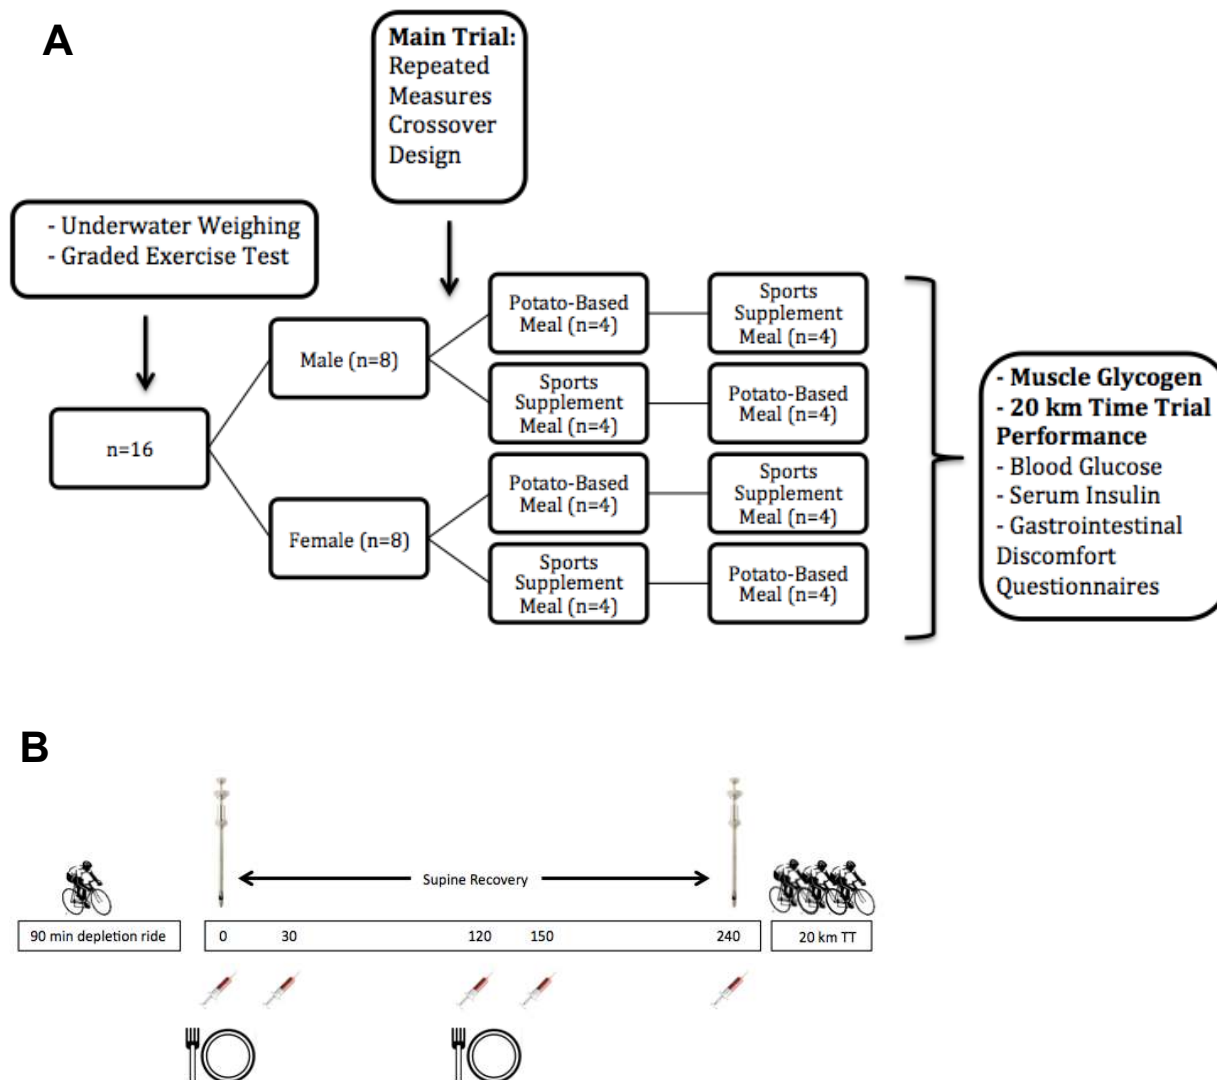 A
Main Trial:
Repeated
Measures
Crossover
Design
- Underwater Weighing
- Graded Exercise Test
n=16
Male (n=8)
Female (n=8)
Potato-Based
Meal (n=4)
Sports
Supplement
Meal (n=4)
Sports
Supplement
Meal (n=4)
Potato-Based
Meal (n=4)
Potato-Based
Meal (n=4)
Sports
Supplement
Meal (n=4)
Sports
Supplement
Meal (n=4)
Potato-Based
Meal (n=4)
- Muscle Glycogen
- 20 km Time Trial
Performance
- Blood Glucose
- Serum Insulin
- Gastrointestinal
Discomfort
Questionnaires
B
Supine Recovery
90 min depletion ride
0 30 120 150 240
20 km TT